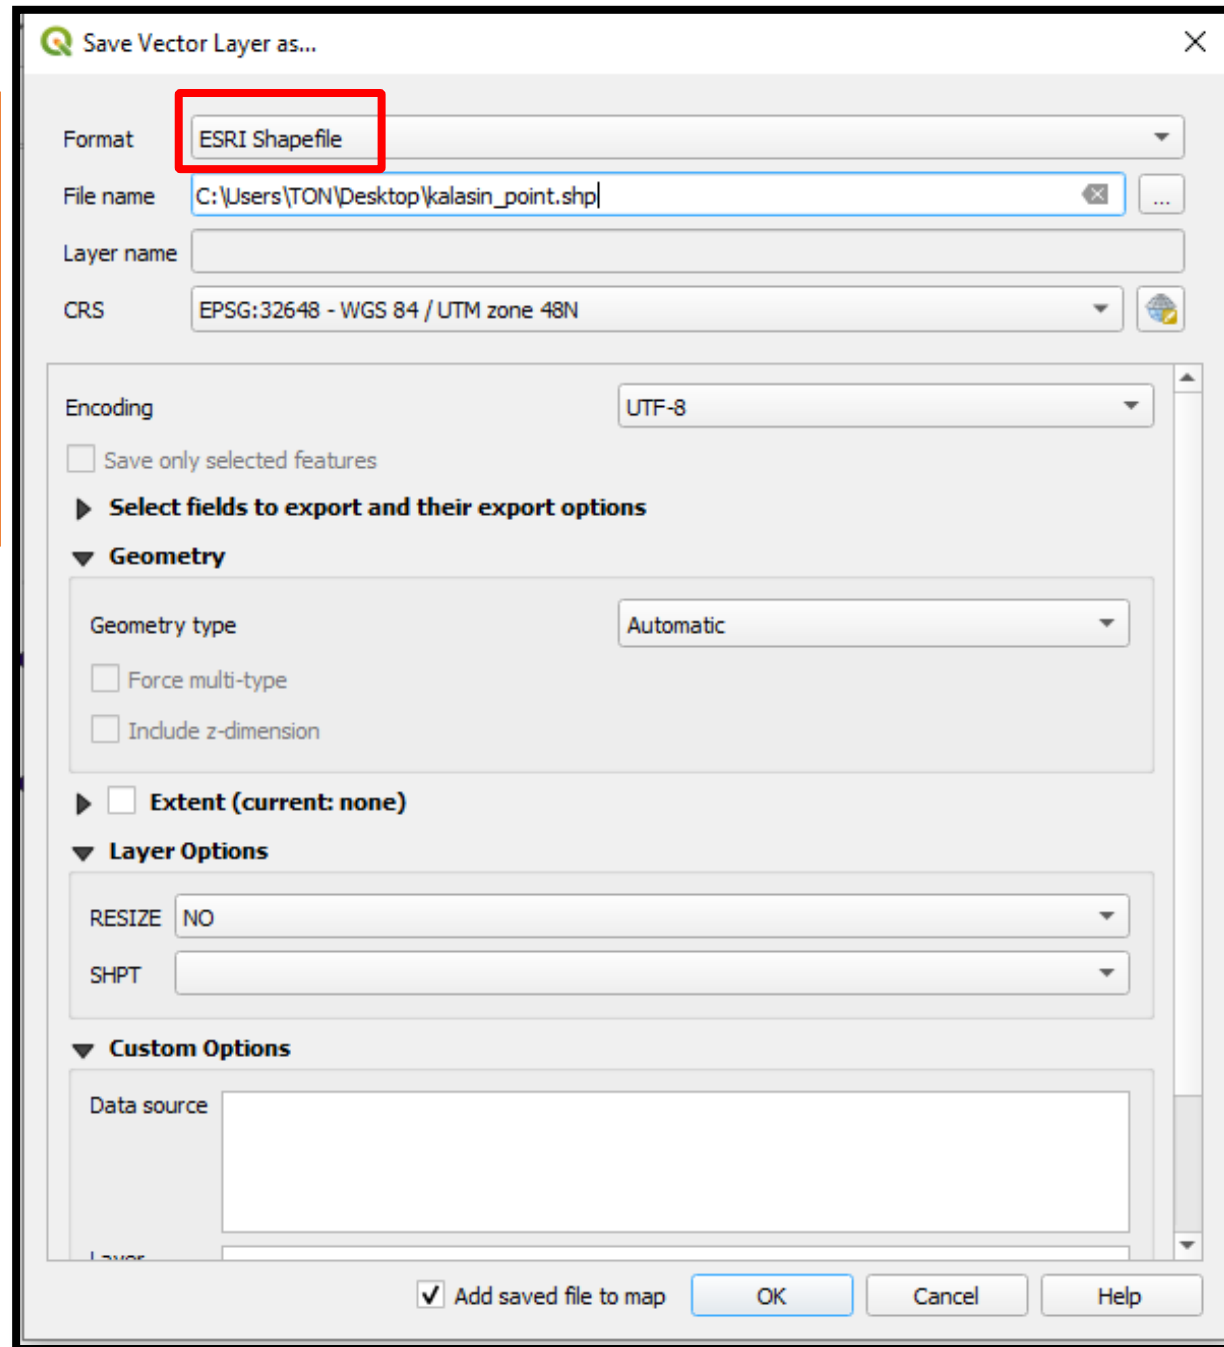 Save Vector Layer as...
Format ESRI Shapefile
File name C:\Users\TON\Desktop\kalasin_point.shp ...
Layer name
CRS EPSG:32648 - WGS 84 / UTM zone 48N
Encoding UTF-8
Save only selected features
Select fields to export and their export options
Geometry
Geometry type Automatic
Force multi-type
Include z-dimension
Extent (current: none)
Layer Options
RESIZE NO
SHPT
Custom Options
Data source
Layer
Add saved file to map OK Cancel Help